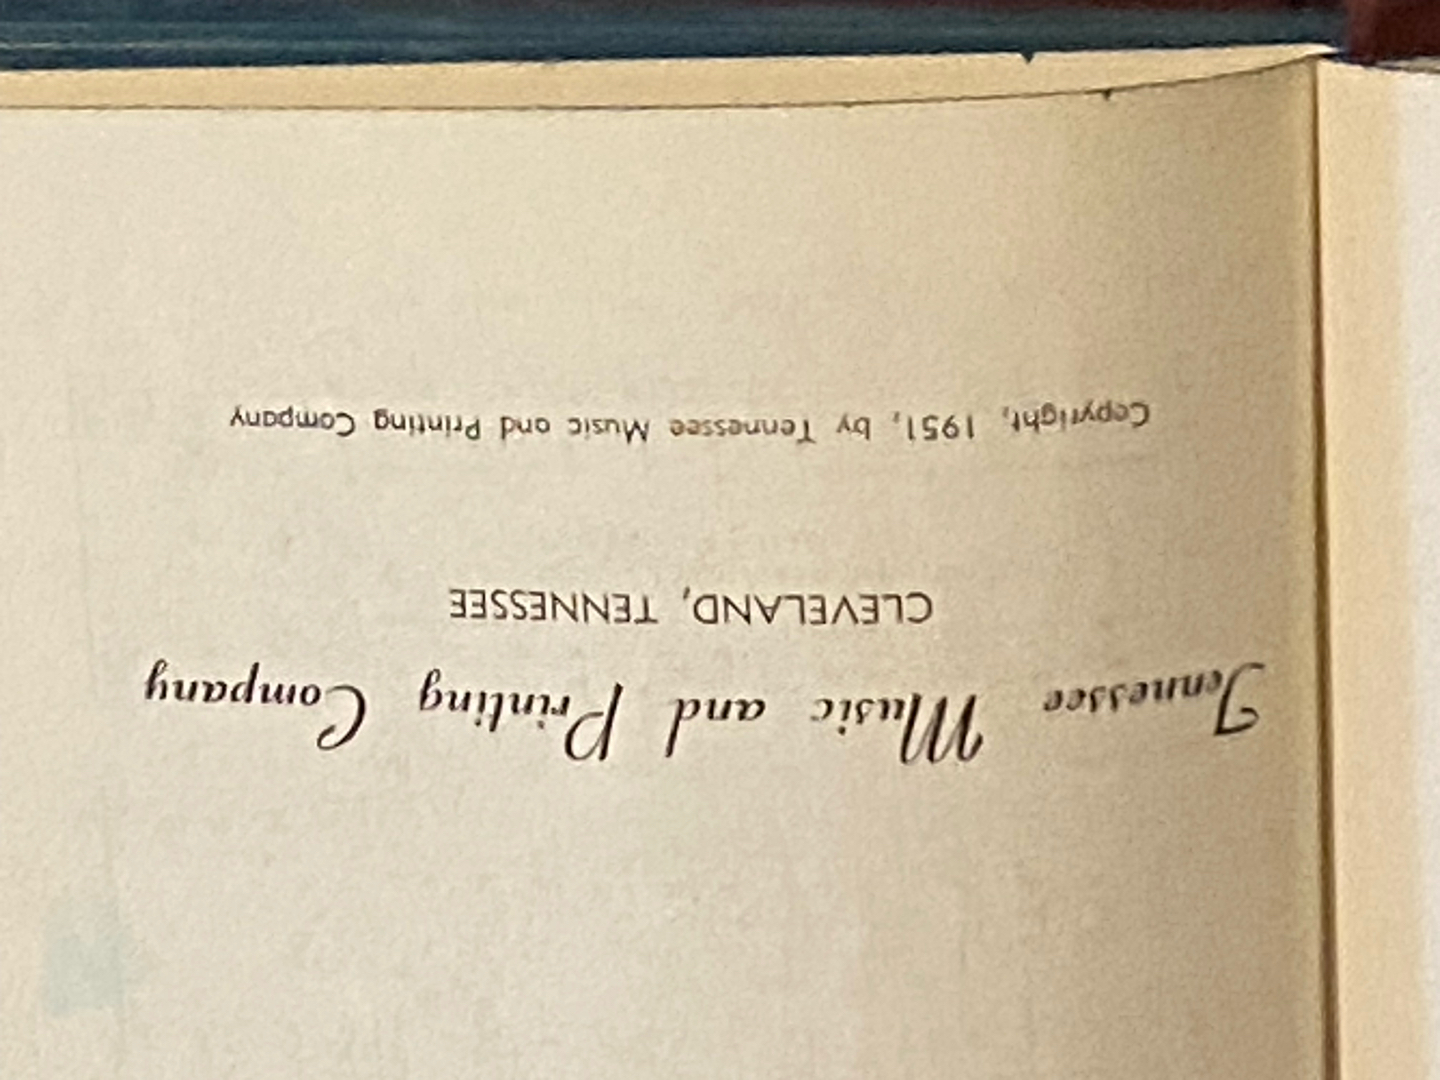 Tennessee Music and Printing Company
CLEVELAND, TENNESSEE
Copyright, 1951, by Tennessee Music and Printing Company